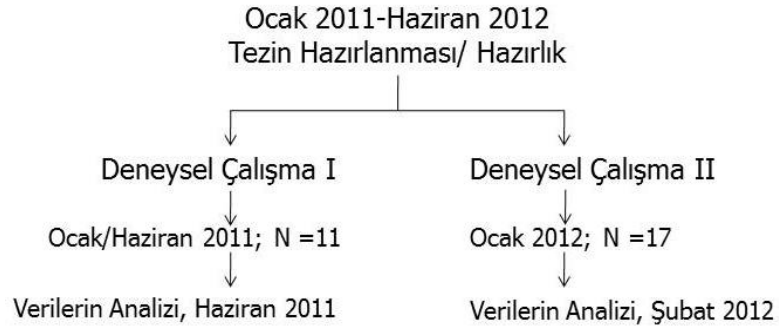 Ocak 2011-Haziran 2012
Tezin Hazırlanması/ Hazırlık
Deneysel Çalışma I
Deneysel Çalışma II
Ocak/Haziran 2011; N =11
Ocak 2012; N =17
Verilerin Analizi, Haziran 2011
Verilerin Analizi, Şubat 2012